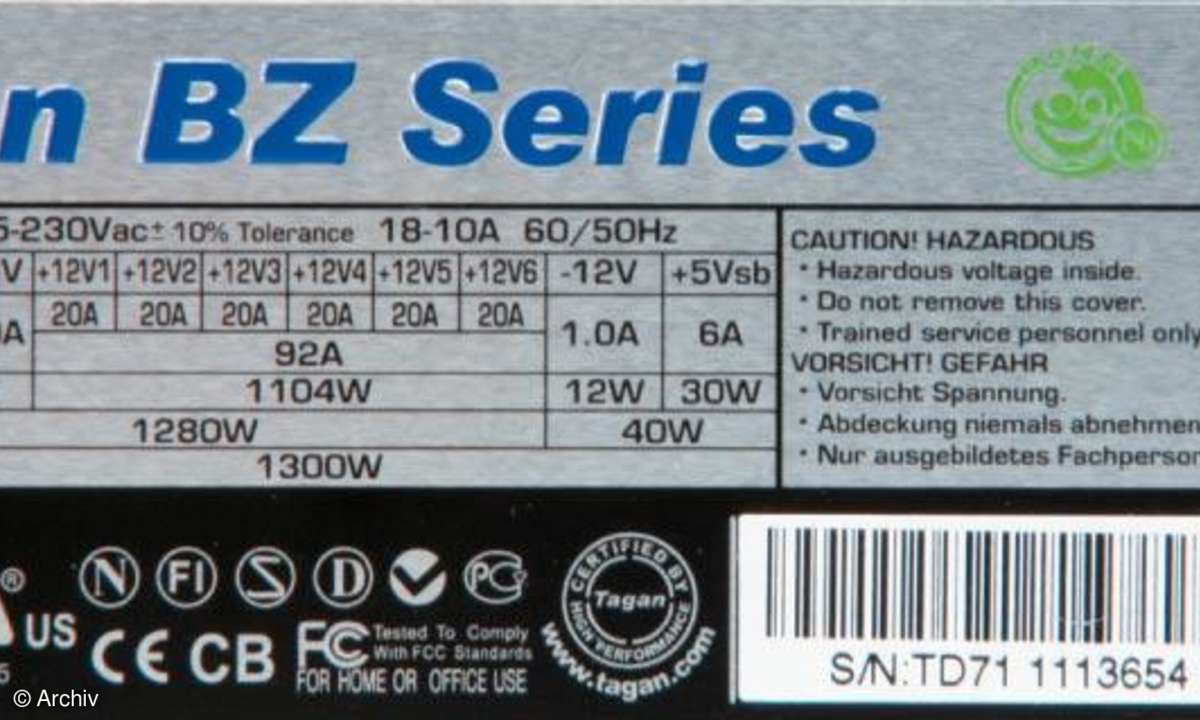 n BZ Series
5-230Vac± 10% Tolerance 18-10A 60/50Hz
V +12V1 +12V2 +12V3 +12V4 +12V5 +12V6 -12V +5Vsb
A 20A 20A 20A 20A 20A 20A 1.0A 6A
92A
1104W 12W 30W
1280W 40W
1300W
CAUTION! HAZARDOUS
· Hazardous voltage inside.
· Do not remove this cover.
· Trained service personnel only
VORSICHT! GEFAHR
· Vorsicht Spannung.
· Abdeckung niemals abnehmen
· Nur ausgebildetes Fachperson
® US
N FI S D PC
CE CB FC Tested To Comply
With FCC Standards
FOR HOME OR OFFICE USE
CERTIFIED BY
Tagan
HIGH PERFORMANCE
www.tagan.com
S/N:TD71 1113654
© Archiv